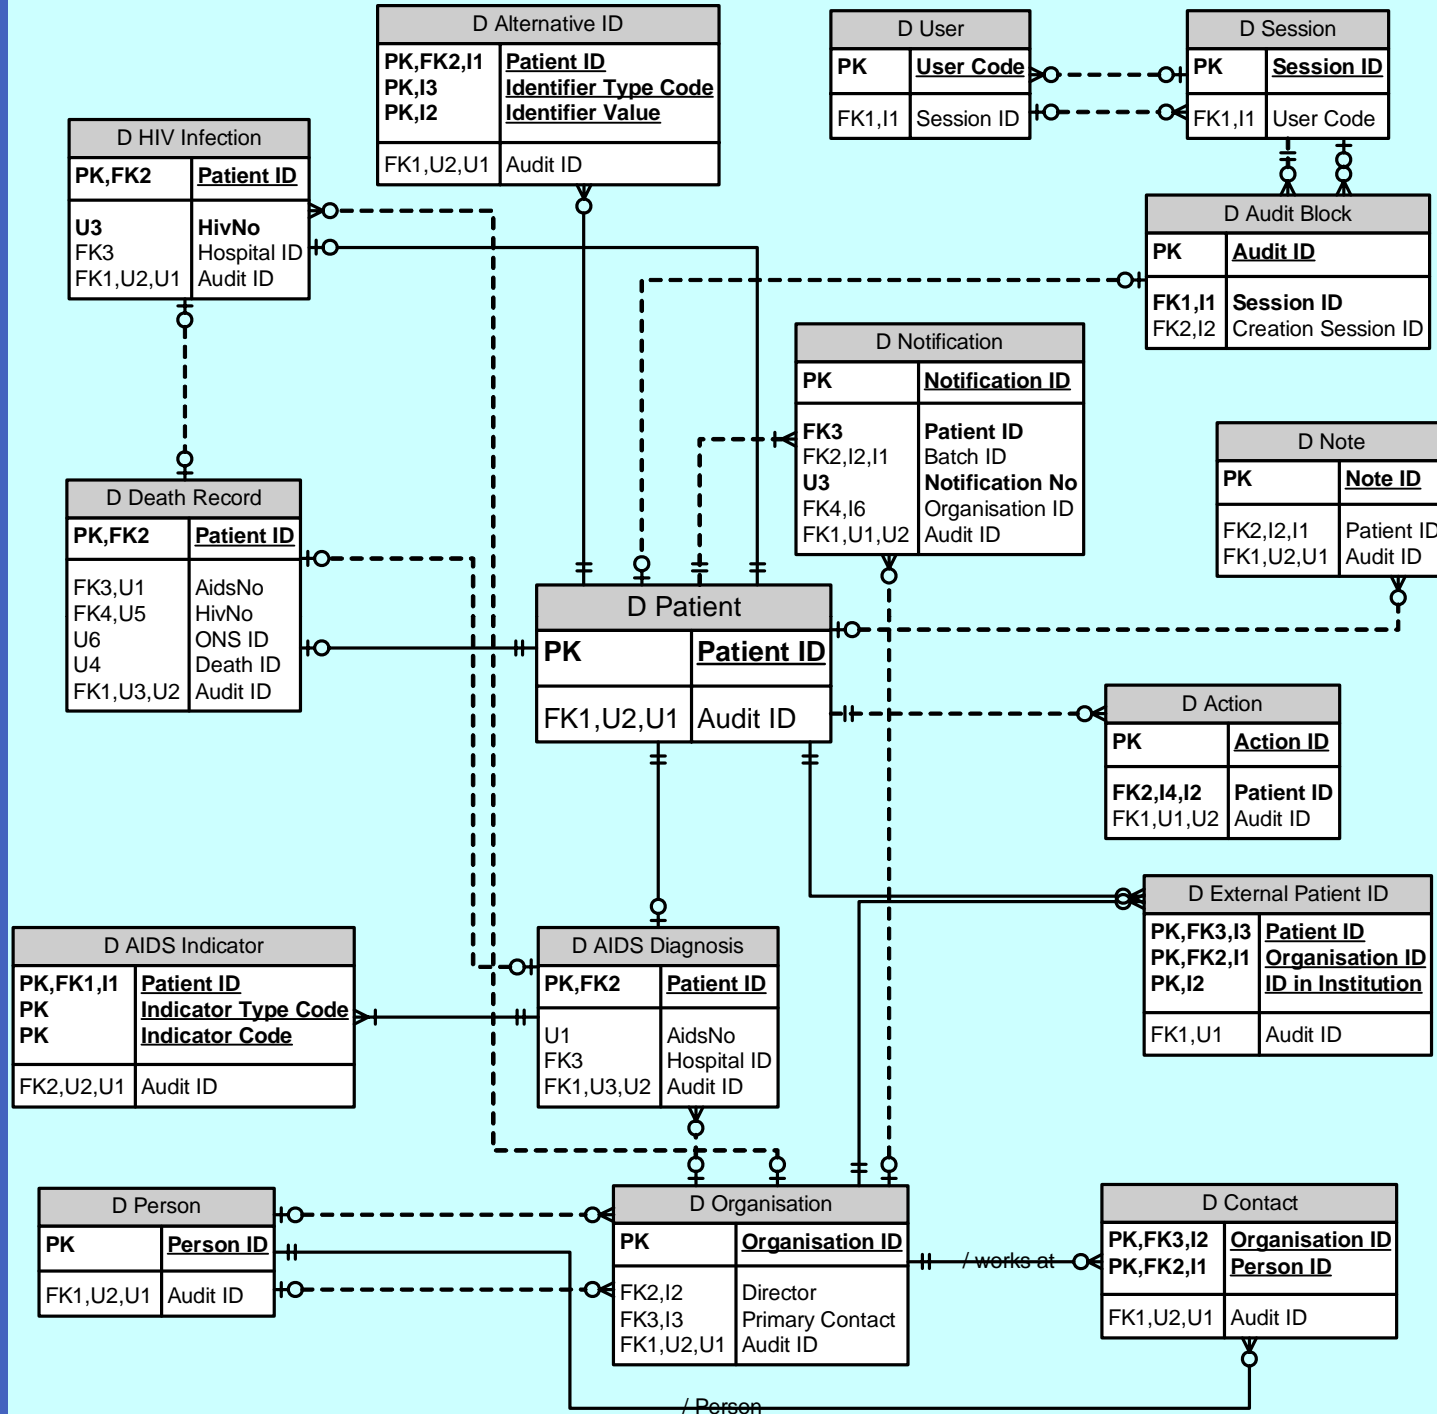 D Alternative ID
PK,FK2,I1 Patient ID
PK,I3 Identifier Type Code
PK,I2 Identifier Value
FK1,U2,U1 Audit ID
D User
PK User Code
FK1,I1 Session ID
D Session
PK Session ID
FK1,I1 User Code
D HIV Infection
PK,FK2 Patient ID
U3 HivNo
FK3 Hospital ID
FK1,U2,U1 Audit ID
D Audit Block
PK Audit ID
FK1,I1 Session ID
FK2,I2 Creation Session ID
D Notification
PK Notification ID
FK3 Patient ID
FK2,I2,I1 Batch ID
U3 Notification No
FK4,I6 Organisation ID
FK1,U1,U2 Audit ID
D Note
PK Note ID
FK2,I2,I1 Patient ID
FK1,U2,U1 Audit ID
D Death Record
PK,FK2 Patient ID
FK3,U1 AidsNo
FK4,U5 HivNo
U6 ONS ID
U4 Death ID
FK1,U3,U2 Audit ID
D Patient
PK Patient ID
FK1,U2,U1 Audit ID
D Action
PK Action ID
FK2,I4,I2 Patient ID
FK1,U1,U2 Audit ID
D External Patient ID
PK,FK3,I3 Patient ID
PK,FK2,I1 Organisation ID
PK,I2 ID in Institution
FK1,U1 Audit ID
D AIDS Indicator
PK,FK1,I1 Patient ID
PK Indicator Type Code
PK Indicator Code
FK2,U2,U1 Audit ID
D AIDS Diagnosis
PK,FK2 Patient ID
U1 AidsNo
FK3 Hospital ID
FK1,U3,U2 Audit ID
D Person
PK Person ID
FK1,U2,U1 Audit ID
D Organisation
PK Organisation ID
FK2,I2 Director
FK3,I3 Primary Contact
FK1,U2,U1 Audit ID
/ works at
D Contact
PK,FK3,I2 Organisation ID
PK,FK2,I1 Person ID
FK1,U2,U1 Audit ID
/ Person